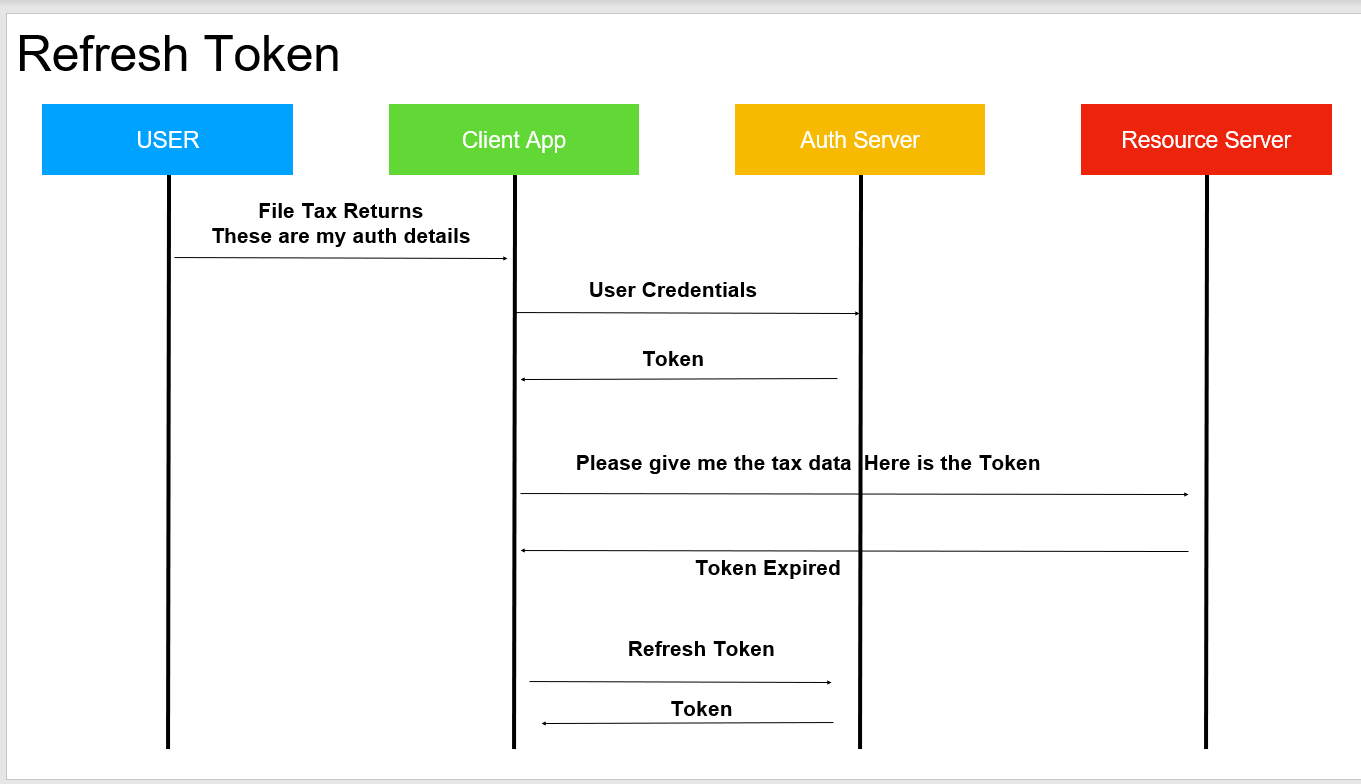 Refresh Token
USER
Client App
Auth Server
Resource Server
File Tax Returns
These are my auth details
User Credentials
Token
Please give me the tax data Here is the Token
Token Expired
Refresh Token
Token